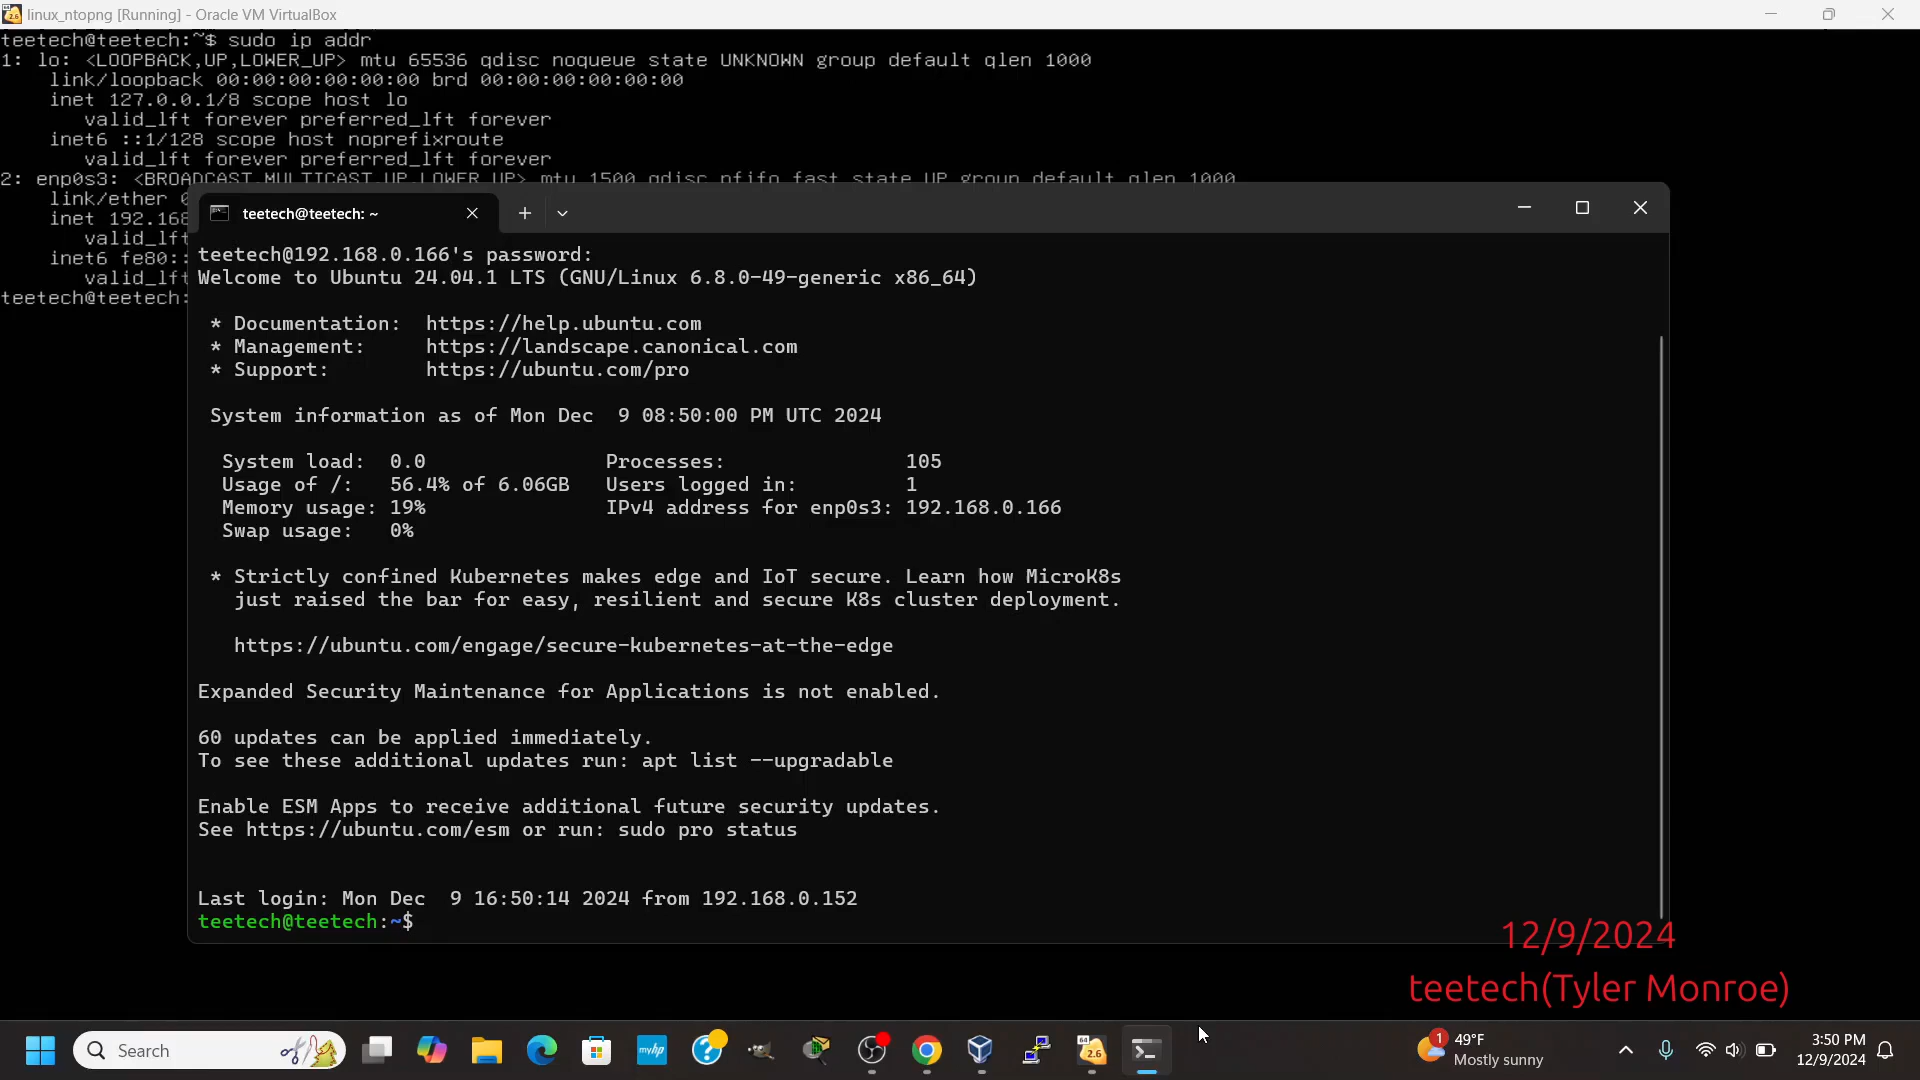 linux_ntopng [Running] - Oracle VM VirtualBox
teetech@teetech:~$ sudo ip addr
1: lo: <LOOPBACK,UP,LOWER_UP> mtu 65536 qdisc noqueue state UNKNOWN group default qlen 1000
link/loopback 00:00:00:00:00:00 brd 00:00:00:00:00:00
inet 127.0.0.1/8 scope host lo
valid_lft forever preferred_lft forever
inet6 ::1/128 scope host noprefixroute
valid_lft forever preferred_lft forever
2: enp0s3: <BROADCAST,MULTICAST,UP,LOWER_UP> mtu 1500 qdisc pfifo_fast state UP group default qlen 1000
link/ether
inet 192.168
valid_lft
inet6 fe80::
valid_lft
teetech@teetech:
teetech@teetech: ~
teetech@192.168.0.166's password:
Welcome to Ubuntu 24.04.1 LTS (GNU/Linux 6.8.0-49-generic x86_64)
* Documentation: https://help.ubuntu.com
* Management: https://landscape.canonical.com
* Support: https://ubuntu.com/pro
System information as of Mon Dec 9 08:50:00 PM UTC 2024
System load: 0.0 Processes: 105
Usage of /: 56.4% of 6.06GB Users logged in: 1
Memory usage: 19% IPv4 address for enp0s3: 192.168.0.166
Swap usage: 0%
* Strictly confined Kubernetes makes edge and IoT secure. Learn how MicroK8s
just raised the bar for easy, resilient and secure K8s cluster deployment.
https://ubuntu.com/engage/secure-kubernetes-at-the-edge
Expanded Security Maintenance for Applications is not enabled.
60 updates can be applied immediately.
To see these additional updates run: apt list --upgradable
Enable ESM Apps to receive additional future security updates.
See https://ubuntu.com/esm or run: sudo pro status
Last login: Mon Dec 9 16:50:14 2024 from 192.168.0.152
teetech@teetech:~$
12/9/2024
teetech(Tyler Monroe)
Search
myhp
64
2.6
1
49°F
Mostly sunny
3:50 PM
12/9/2024